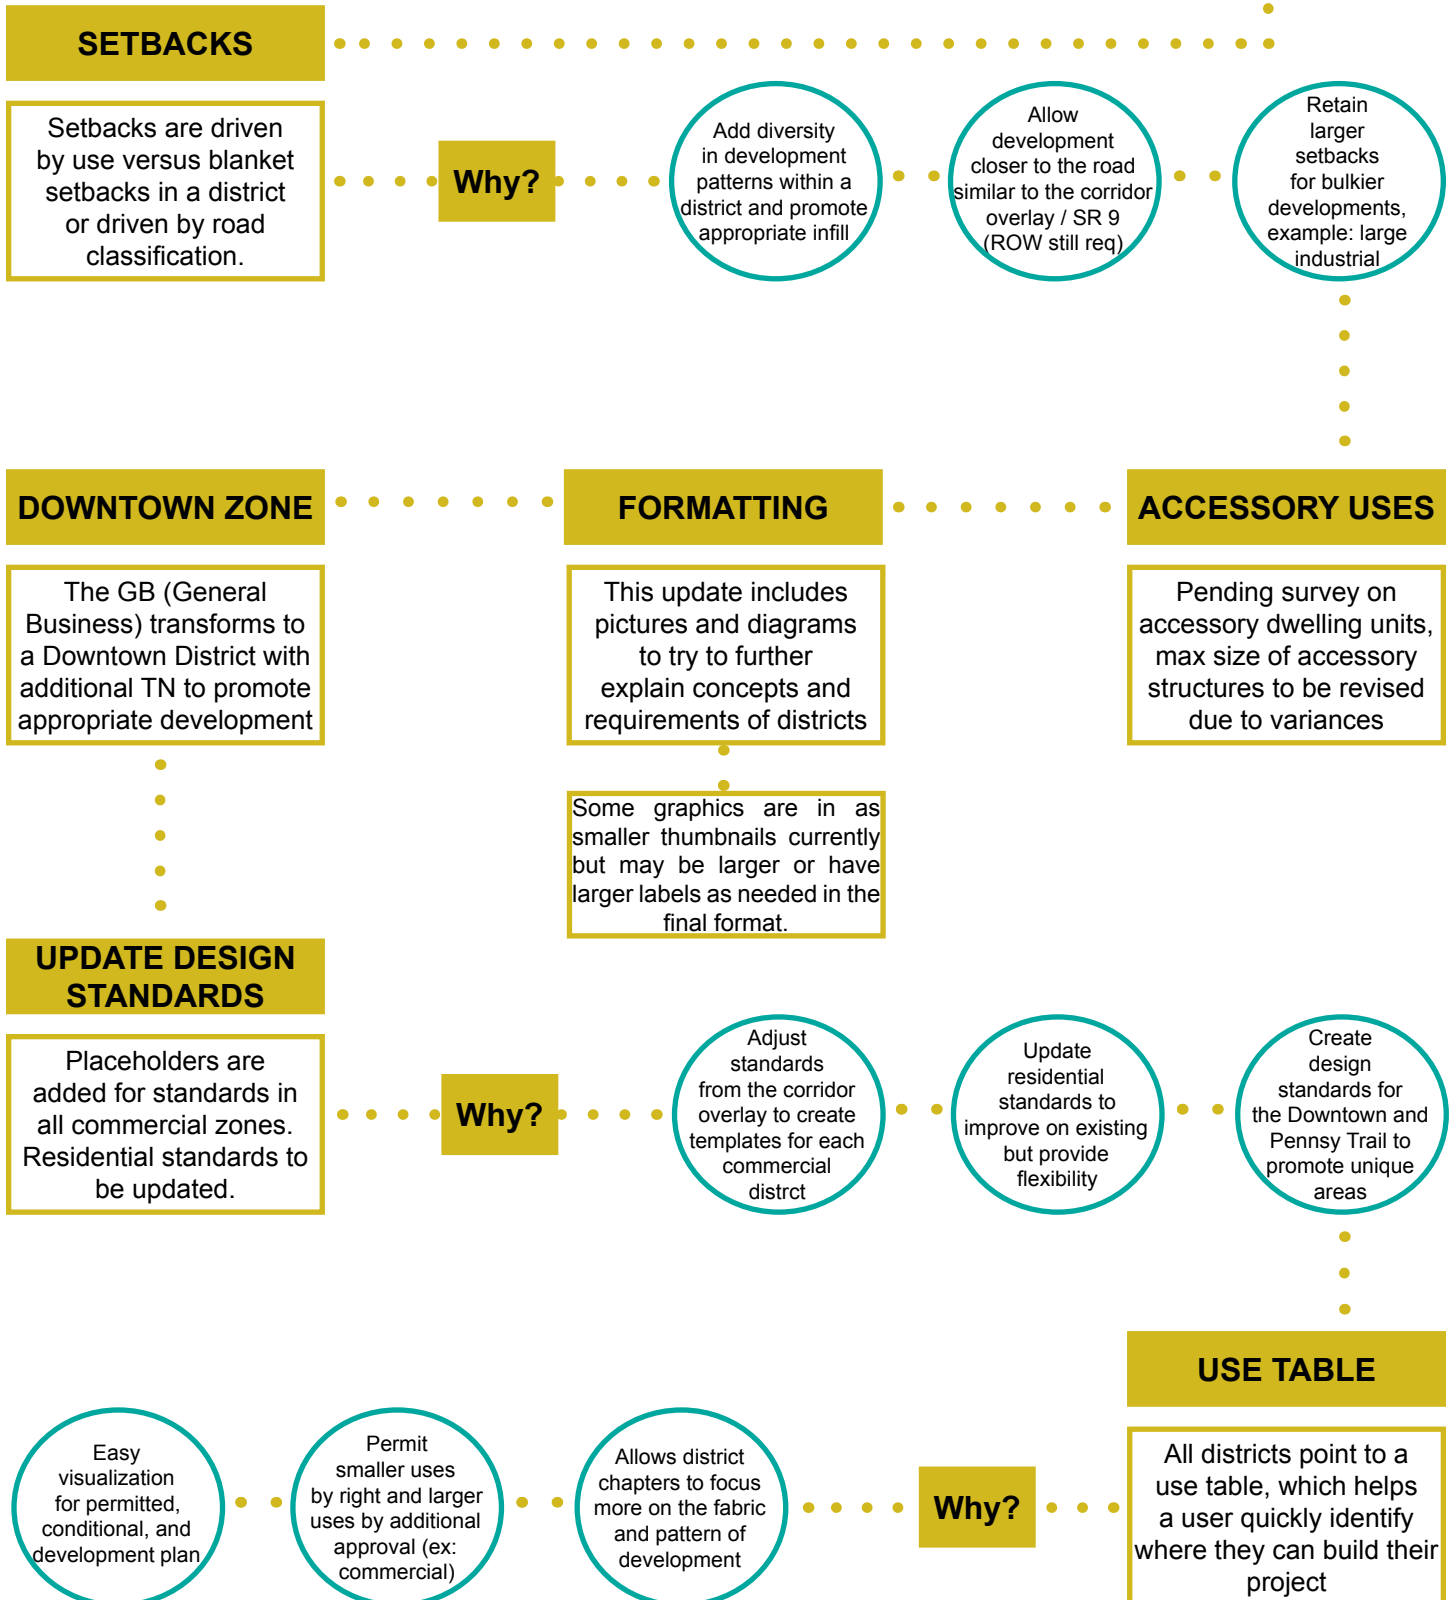 SETBACKS
Setbacks are driven
by use versus blanket
setbacks in a district
or driven by road
classification.
Why?
Add diversity
in development
patterns within a
district and promote
appropriate infill
Allow
development
closer to the road
similar to the corridor
overlay / SR 9
(ROW still req)
Retain
larger
setbacks
for bulkier
developments,
example: large
industrial
DOWNTOWN ZONE
The GB (General
Business) transforms to
a Downtown District with
additional TN to promote
appropriate development
FORMATTING
This update includes
pictures and diagrams
to try to further
explain concepts and
requirements of districts
Some graphics are in as
smaller thumbnails currently
but may be larger or have
larger labels as needed in the
final format.
ACCESSORY USES
Pending survey on
accessory dwelling units,
max size of accessory
structures to be revised
due to variances
UPDATE DESIGN
STANDARDS
Placeholders are
added for standards in
all commercial zones.
Residential standards to
be updated.
Why?
Adjust
standards
from the corridor
overlay to create
templates for each
commercial
distrct
Update
residential
standards to
improve on existing
but provide
flexibility
Create
design
standards for
the Downtown and
Pennsy Trail to
promote unique
areas
USE TABLE
All districts point to a
use table, which helps
a user quickly identify
where they can build their
project
Why?
Allows district
chapters to focus
more on the fabric
and pattern of
development
Permit
smaller uses
by right and larger
uses by additional
approval (ex:
commercial)
Easy
visualization
for permitted,
conditional, and
development plan